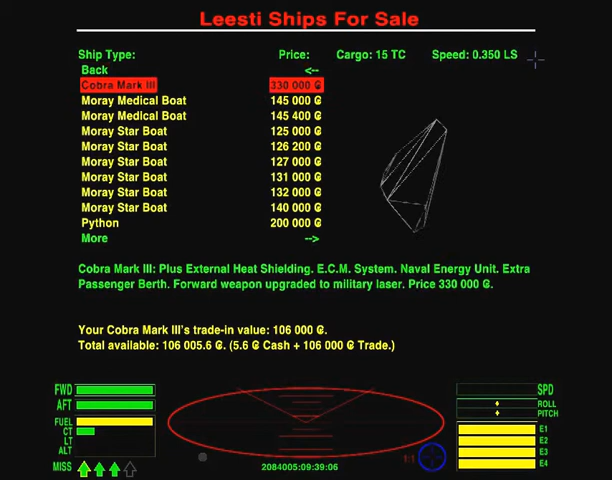 Leesti Ships For Sale
Ship Type: Price: Cargo: 15 TC Speed: 0.350 LS
Back <--
Cobra Mark III 330 000 ₢
Moray Medical Boat 145 000 ₢
Moray Medical Boat 145 400 ₢
Moray Star Boat 125 000 ₢
Moray Star Boat 126 200 ₢
Moray Star Boat 127 000 ₢
Moray Star Boat 131 000 ₢
Moray Star Boat 132 000 ₢
Moray Star Boat 140 000 ₢
Python 200 000 ₢
More -->
Cobra Mark III: Plus External Heat Shielding. E.C.M. System. Naval Energy Unit. Extra
Passenger Berth. Forward weapon upgraded to military laser. Price 330 000 ₢.
Your Cobra Mark III's trade-in value: 106 000 ₢.
Total available: 106 005.6 ₢. (5.6 ₢ Cash + 106 000 ₢ Trade.)
FWD SPD
AFT ROLL
FUEL PITCH
CT E1
LT E2
ALT E3
MISS 2084005:09:39:06 1:1 E4